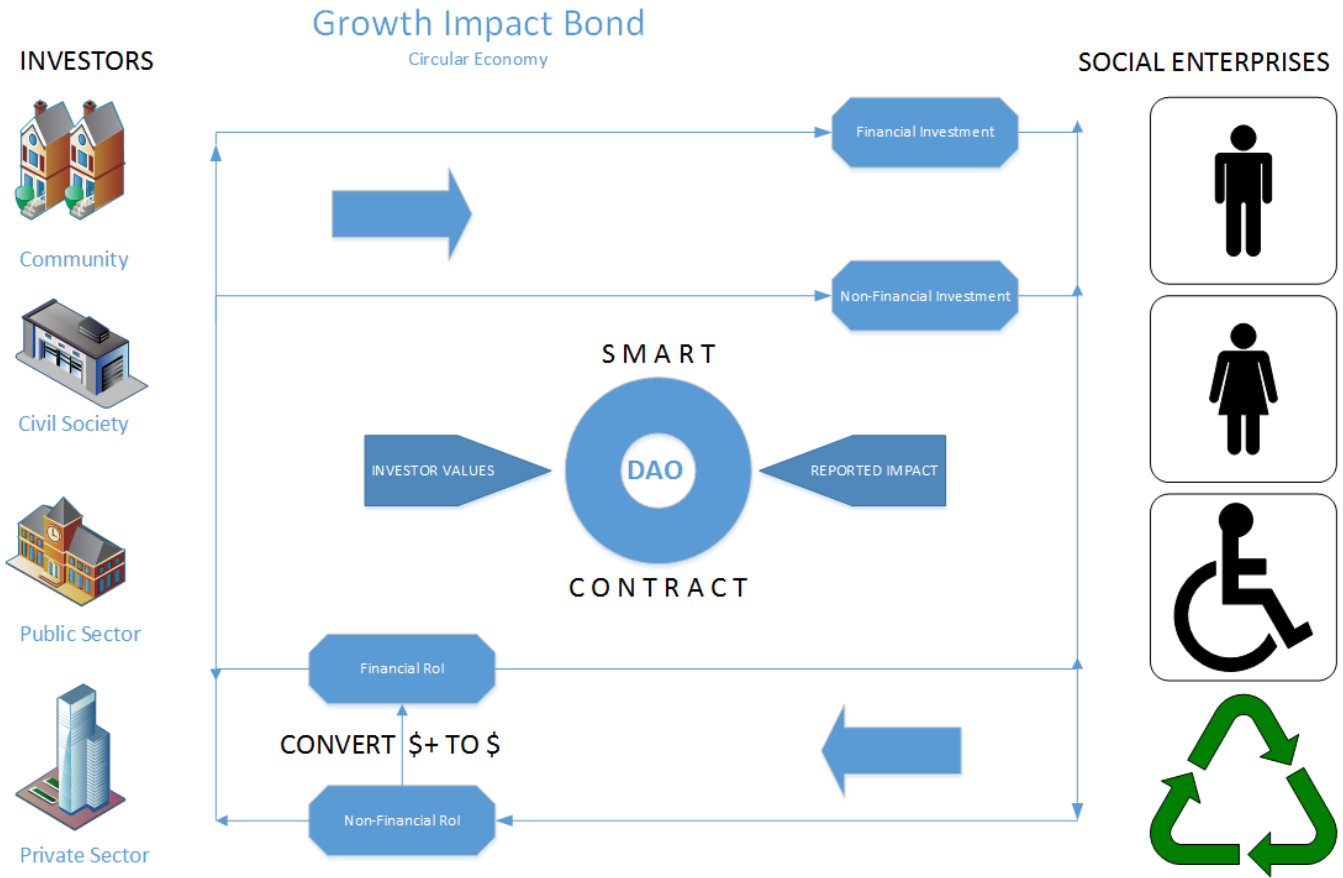 Growth Impact Bond
Circular Economy
INVESTORS
SOCIAL ENTERPRISES
Financial Investment
Community
Non-Financial Investment
SMART
Civil Society
INVESTOR VALUES
DAO
REPORTED IMPACT
CONTRACT
Public Sector
Financial RoI
CONVERT $+ TO $
Non-Financial RoI
Private Sector